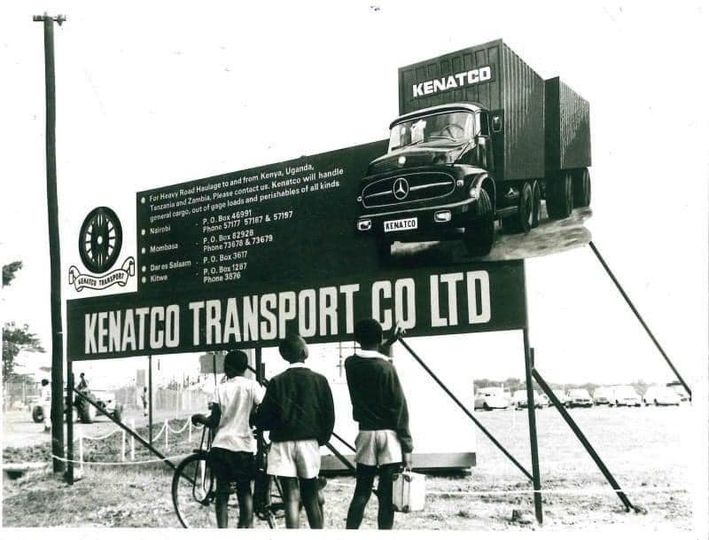 KENATCO
For Heavy Road Haulage to and from Kenya, Uganda,
Tanzania and Zambia, Please contact us. Kenatco will handle
general cargo, out of gage loads and perishables of all kinds
Nairobi - P. O. Box 46991
Phone 57177 57187 & 57197
Mombasa - P. O. Box 82928
Phone 73678 & 73679
Dar es Salaam - P. O. Box 3617
Kitwe - P. O. Box 1287
Phone 3876
KENATCO
KENATCO TRANSPORT
KENATCO TRANSPORT CO LTD